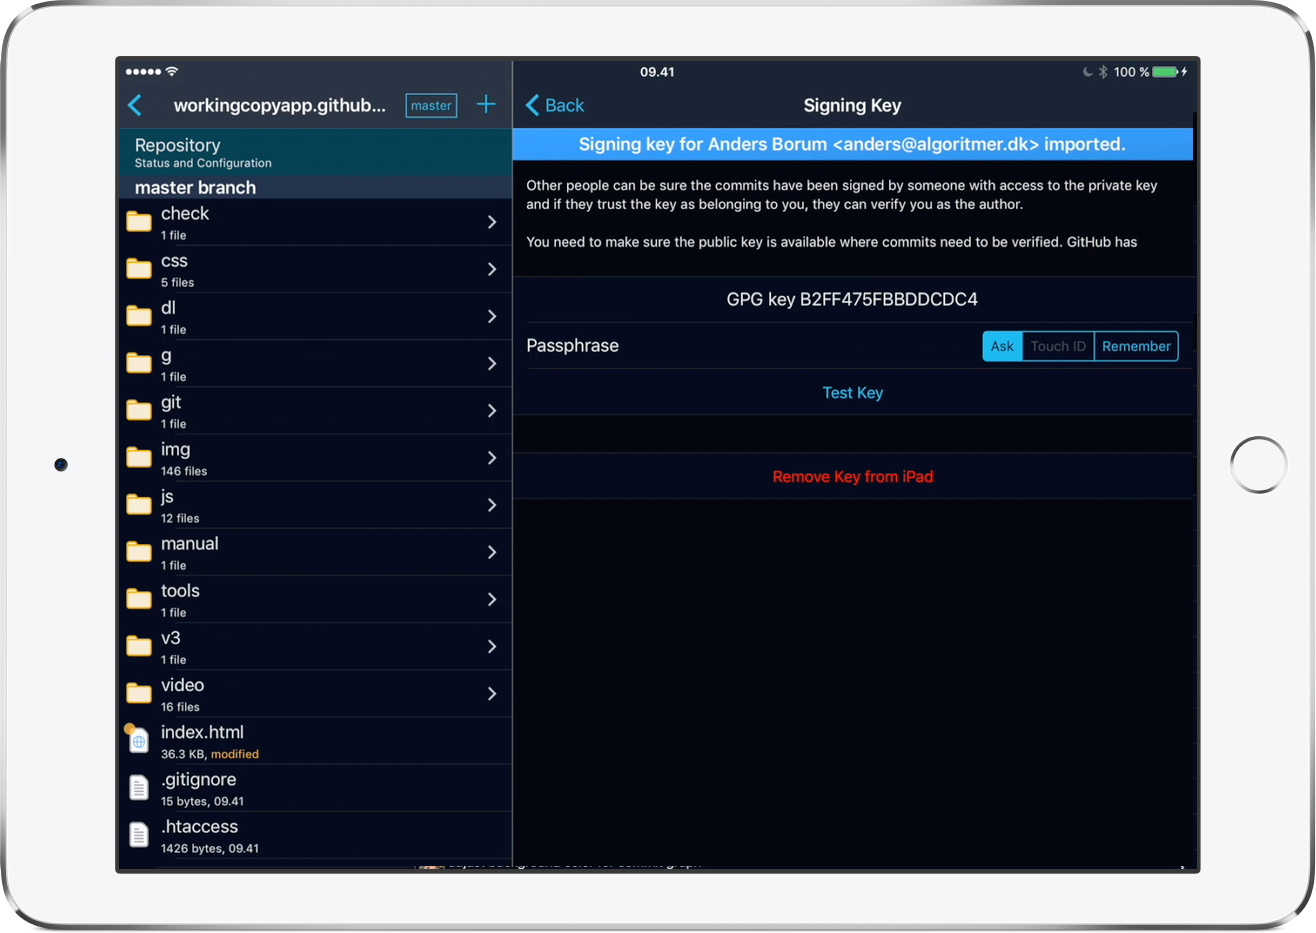 09.41
100 %
workingcopyapp.github...
master
Back
Signing Key
Repository
Status and Configuration
master branch
check
1 file
css
5 files
dl
1 file
g
1 file
git
1 file
img
146 files
js
12 files
manual
1 file
tools
1 file
v3
1 file
video
16 files
index.html
36.3 KB, modified
.gitignore
15 bytes, 09.41
.htaccess
1426 bytes, 09.41
Signing key for Anders Borum <anders@algoritmer.dk> imported.
Other people can be sure the commits have been signed by someone with access to the private key
and if they trust the key as belonging to you, they can verify you as the author.
You need to make sure the public key is available where commits need to be verified. GitHub has
GPG key B2FF475FBBDDCDC4
Passphrase
Ask
Touch ID
Remember
Test Key
Remove Key from iPad
adjust background color for commit graph